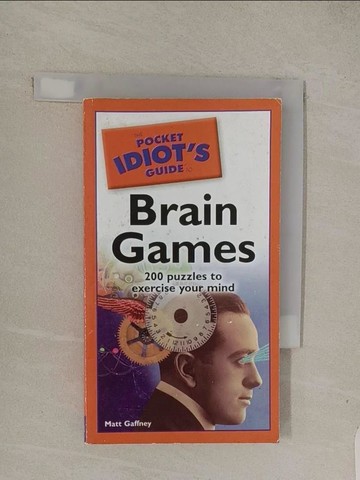 THE
POCKET
IDIOT'S
GUIDE TO
Brain
Games
200 puzzles to
exercise your mind
Matt Gaffney